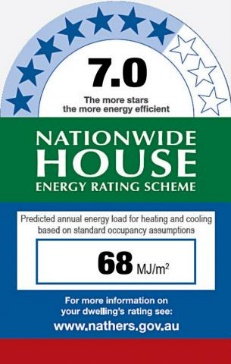 7.0
The more stars
the more energy efficient
NATIONWIDE
HOUSE
ENERGY RATING SCHEME
Predicted annual energy load for heating and cooling
based on standard occupancy assumptions
68 MJ/m²
For more information on
your dwelling's rating see:
www.nathers.gov.au